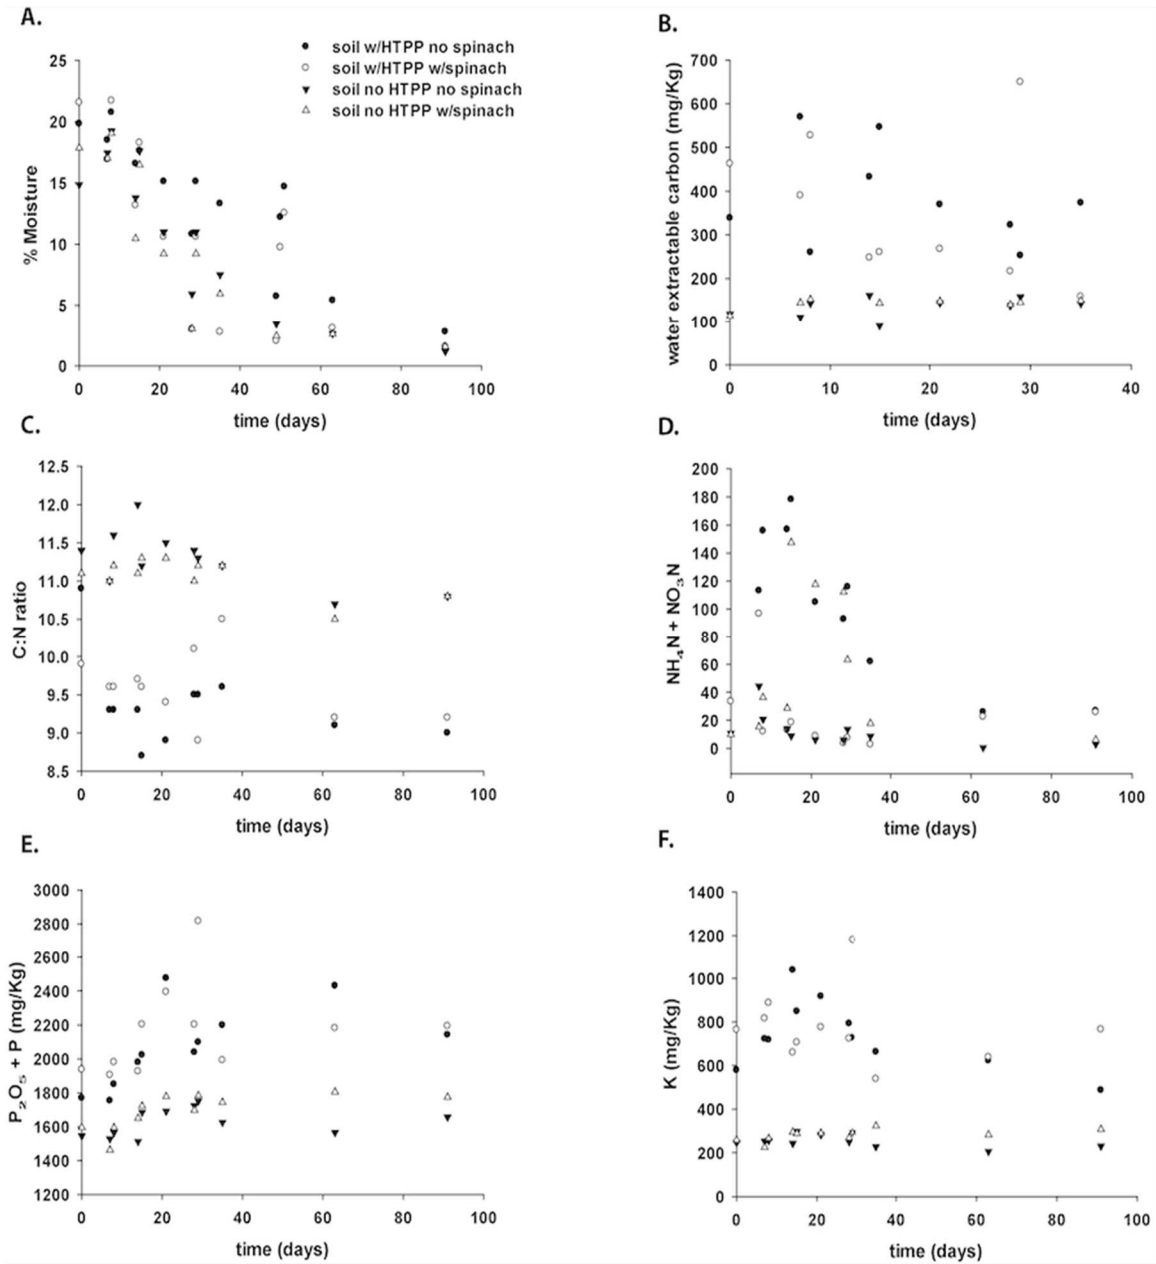 A.
soil w/HTPP no spinach
soil w/HTPP w/spinach
soil no HTPP no spinach
soil no HTPP w/spinach
% Moisture
25
20
15
10
5
0
0 20 40 60 80 100
time (days)
B.
water extractable carbon (mg/Kg)
700
600
500
400
300
200
100
0
0 10 20 30 40
time (days)
C.
C:N ratio
12.5
12.0
11.5
11.0
10.5
10.0
9.5
9.0
8.5
0 20 40 60 80 100
time (days)
D.
NH₄N + NO₃N
200
180
160
140
120
100
80
60
40
20
0
0 20 40 60 80 100
time (days)
E.
P₂O₅ + P (mg/Kg)
3000
2800
2600
2400
2200
2000
1800
1600
1400
1200
0 20 40 60 80 100
time (days)
F.
K (mg/Kg)
1400
1200
1000
800
600
400
200
0
0 20 40 60 80 100
time (days)